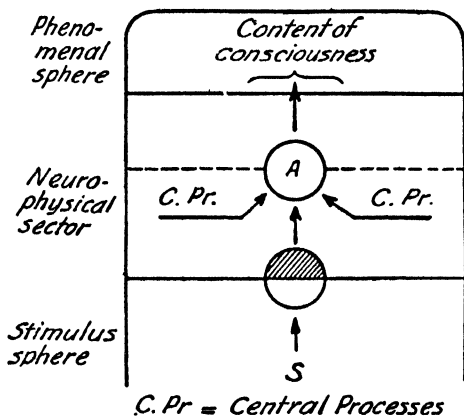 Pheno-
menal
sphere
Content of
consciousness
A
Neuro-
physical
sector
C. Pr.
C. Pr.
Stimulus
sphere
S
C. Pr = Central Processes